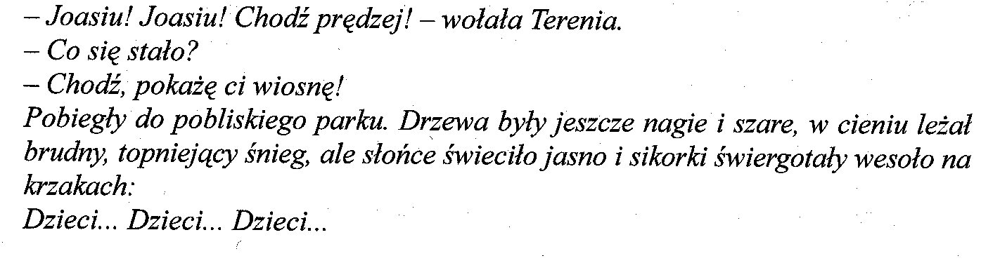 – Joasiu! Joasiu! Chodź prędzej! – wołała Terenia.
– Co się stało?
– Chodź, pokażę ci wiosnę!
Pobiegły do pobliskiego parku. Drzewa były jeszcze nagie i szare, w cieniu leżał
brudny, topniejący śnieg, ale słońce świeciło jasno i sikorki świergotały wesoło na
krzakach:
Dzieci... Dzieci... Dzieci...